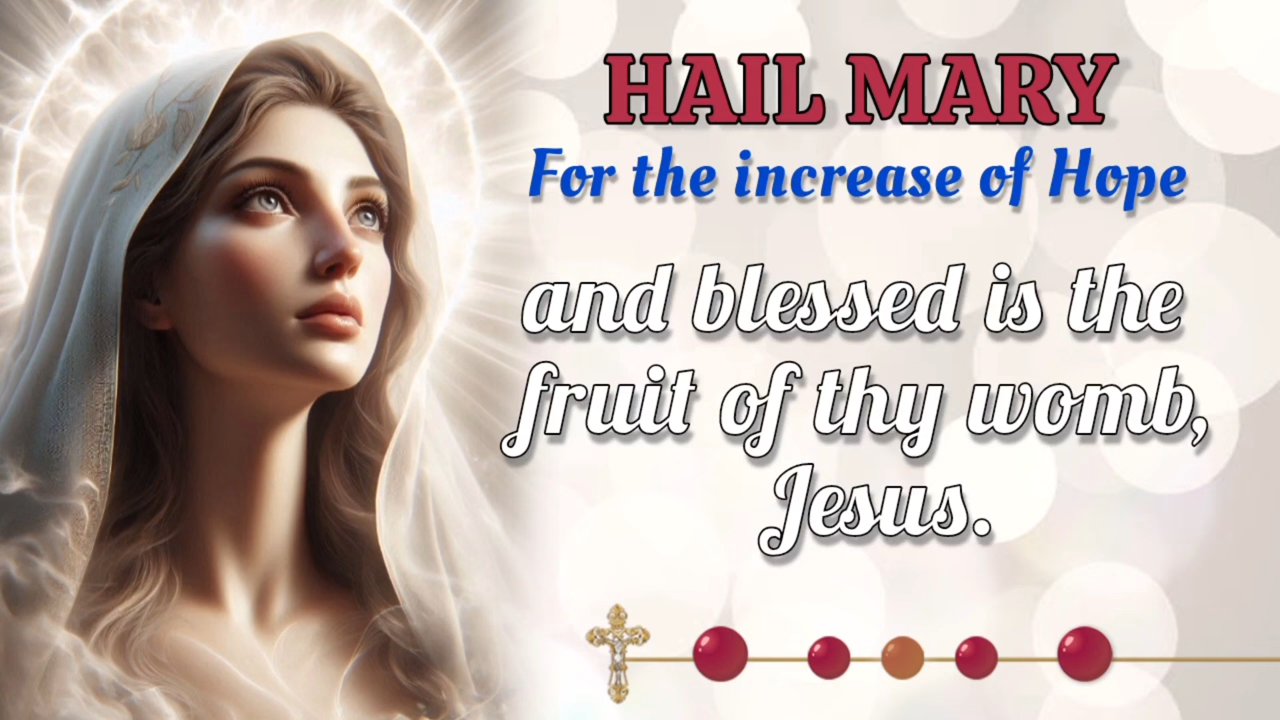 HAIL MARY
For the increase of Hope
and blessed is the
fruit of thy womb,
Jesus.